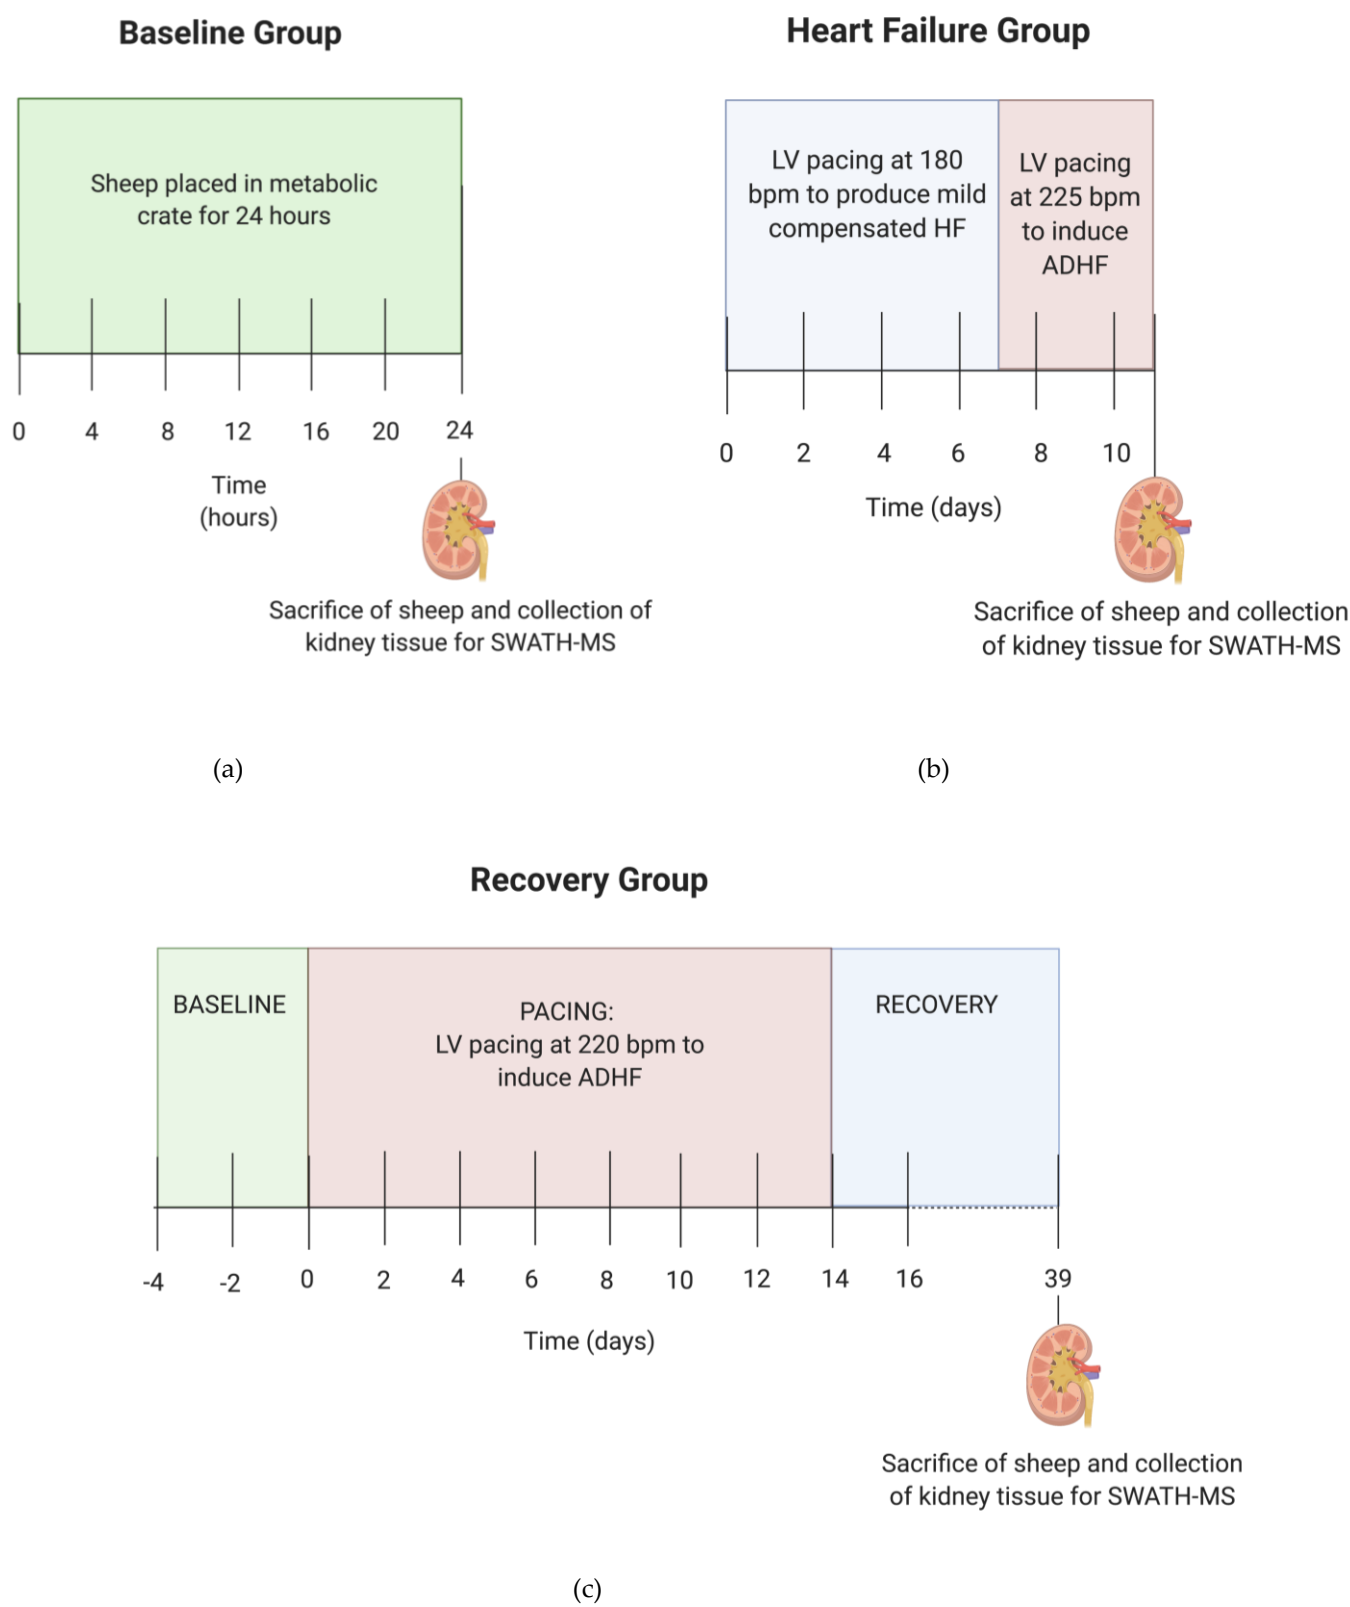 Baseline Group
Sheep placed in metabolic
crate for 24 hours
0 4 8 12 16 20 24
Time
(hours)
Sacrifice of sheep and collection of
kidney tissue for SWATH-MS
(a)
Heart Failure Group
LV pacing at 180
bpm to produce mild
compensated HF
LV pacing
at 225 bpm
to induce
ADHF
0 2 4 6 8 10
Time (days)
Sacrifice of sheep and collection
of kidney tissue for SWATH-MS
(b)
Recovery Group
BASELINE
PACING:
LV pacing at 220 bpm to
induce ADHF
RECOVERY
-4 -2 0 2 4 6 8 10 12 14 16 39
Time (days)
Sacrifice of sheep and collection
of kidney tissue for SWATH-MS
(c)